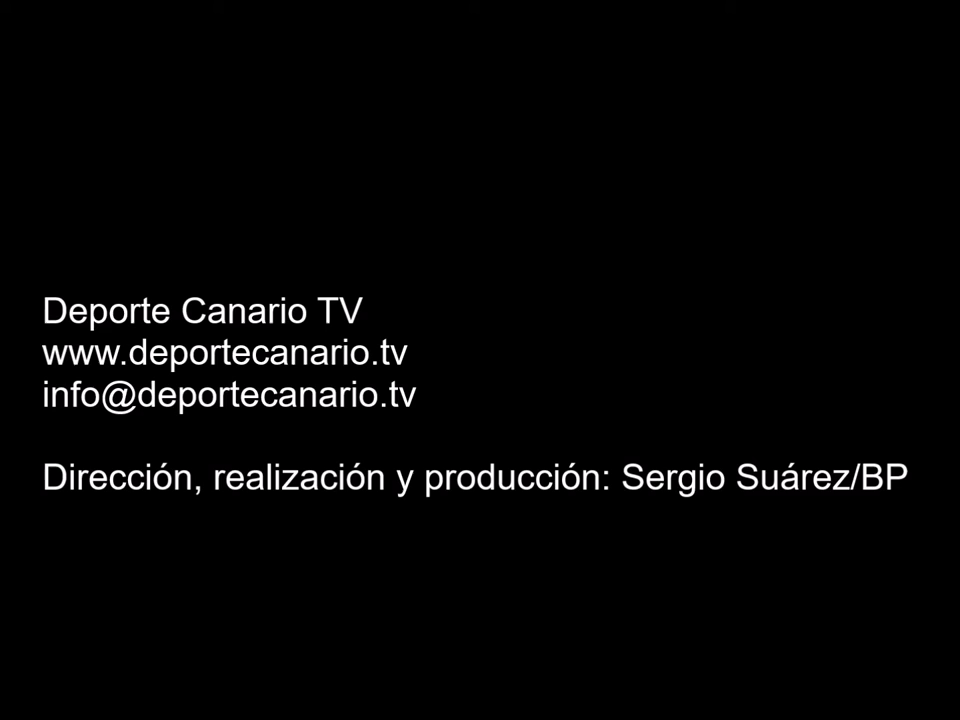 Deporte Canario TV
www.deportecanario.tv
info@deportecanario.tv
Dirección, realización y producción: Sergio Suárez/BP